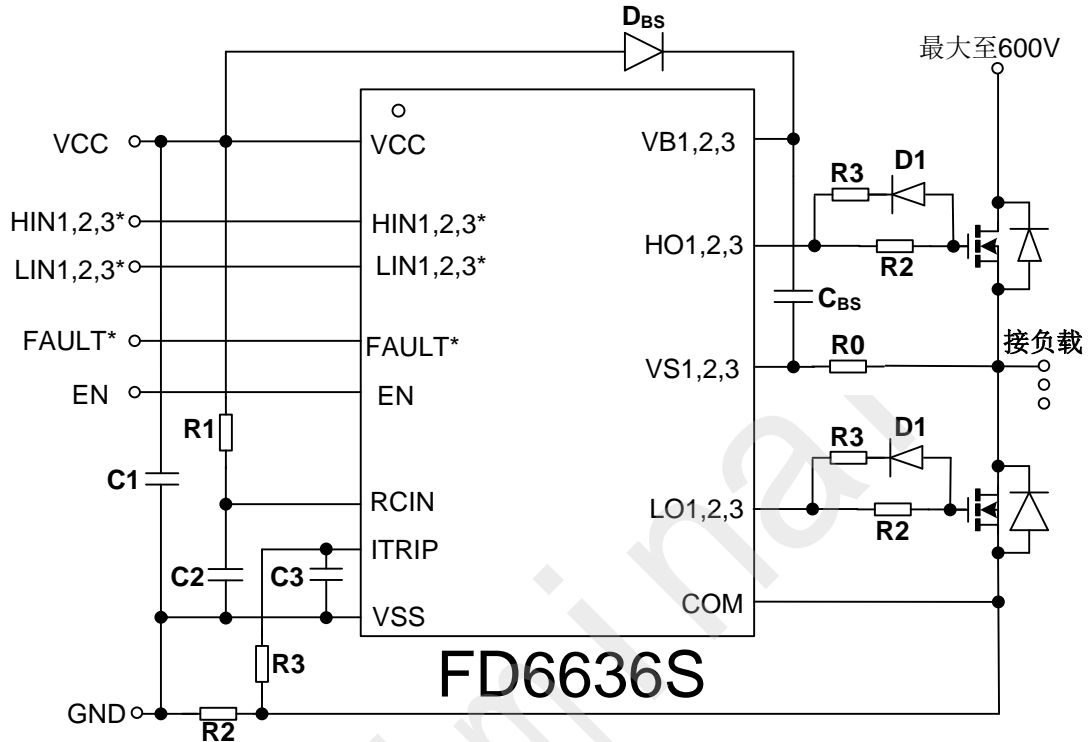 D_BS
最大至600V
VCC
VCC
VB1,2,3
R3
D1
HIN1,2,3*
HIN1,2,3*
LIN1,2,3*
LIN1,2,3*
HO1,2,3
R2
C_BS
FAULT*
FAULT*
接负载
VS1,2,3
R0
EN
EN
R1
R3
D1
C1
RCIN
LO1,2,3
R2
ITRIP
C2
C3
COM
VSS
R3
FD6636S
GND
R2